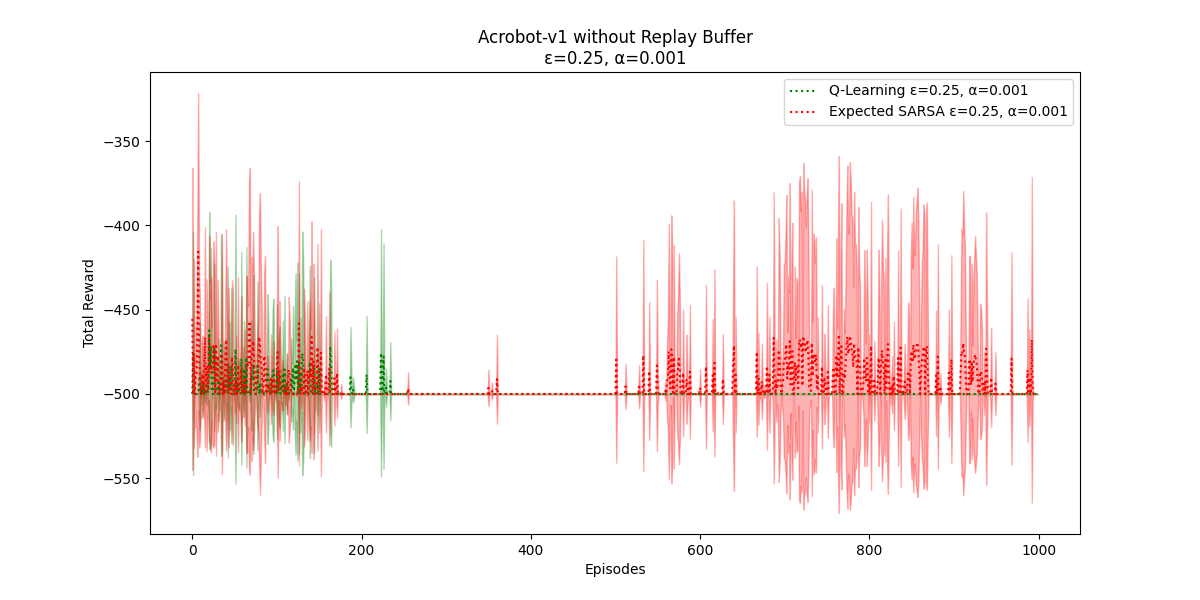 Acrobot-v1 without Replay Buffer
ε=0.25, α=0.001
Q-Learning ε=0.25, α=0.001
Expected SARSA ε=0.25, α=0.001
Total Reward
−350
−400
−450
−500
−550
0 200 400 600 800 1000
Episodes